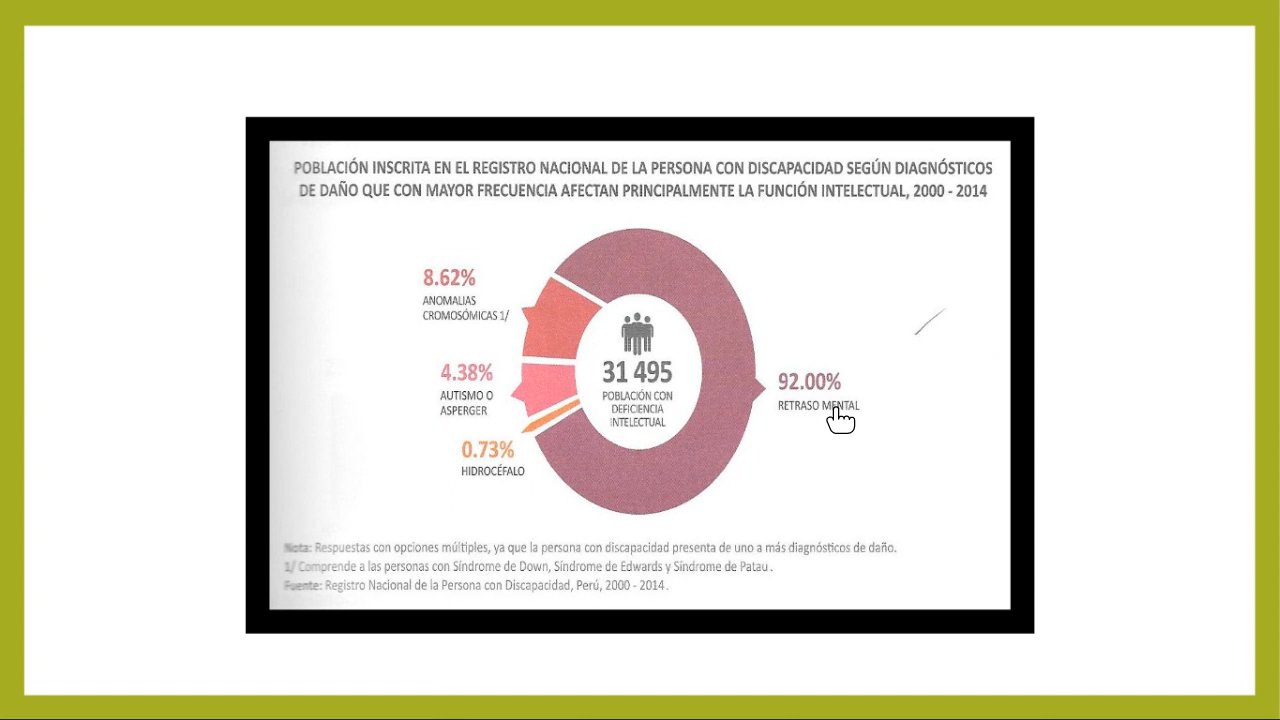 POBLACIÓN INSCRITA EN EL REGISTRO NACIONAL DE LA PERSONA CON DISCAPACIDAD SEGÚN DIAGNÓSTICOS
DE DAÑO QUE CON MAYOR FRECUENCIA AFECTAN PRINCIPALMENTE LA FUNCIÓN INTELECTUAL, 2000 - 2014
8.62%
ANOMALIAS
CROMOSÓMICAS 1/
4.38%
AUTISMO O
ASPERGER
0.73%
HIDROCÉFALO
31 495
POBLACIÓN CON
DEFICIENCIA
INTELECTUAL
92.00%
RETRASO MENTAL
Nota: Respuestas con opciones múltiples, ya que la persona con discapacidad presenta de uno a más diagnósticos de daño.
1/ Comprende a las personas con Síndrome de Down, Síndrome de Edwards y Síndrome de Patau.
Fuente: Registro Nacional de la Persona con Discapacidad, Perú, 2000 - 2014.